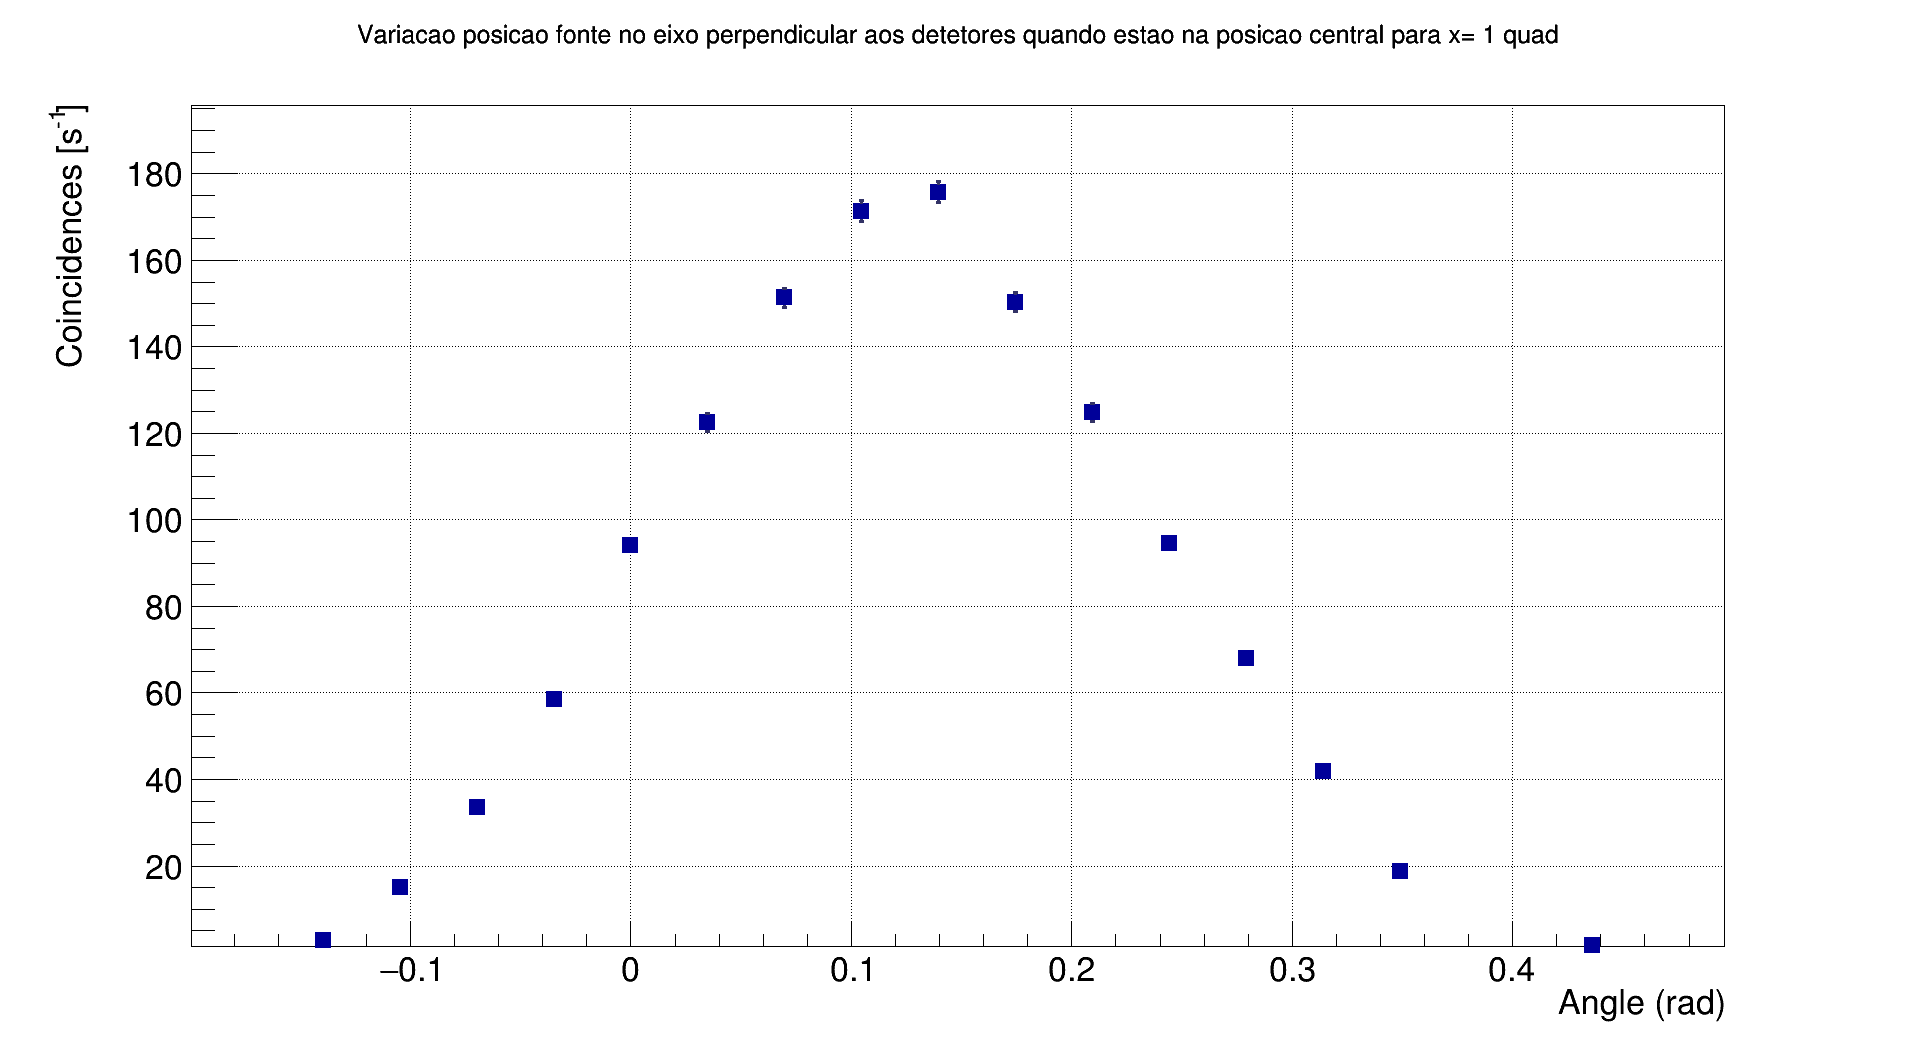 Variacao posicao fonte no eixo perpendicular aos detetores quando estao na posicao central para x= 1 quad
Coincidences [s⁻¹]
180
160
140
120
100
80
60
40
20
−0.1 0 0.1 0.2 0.3 0.4
Angle (rad)